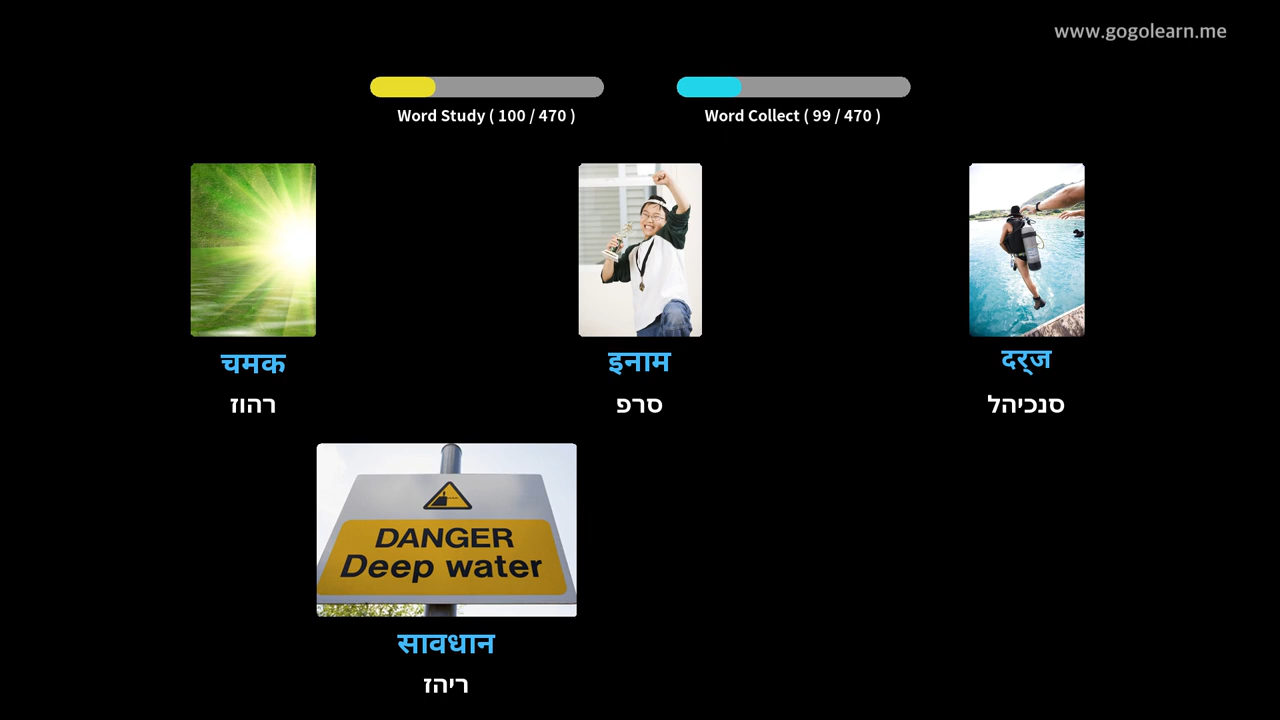 www.gogolearn.me
Word Study ( 100 / 470 )
Word Collect ( 99 / 470 )
चमक
इनाम
दर्‌ज
רהוז
סרפ
סנכיהל
DANGER
Deep water
सावधान
ריהז